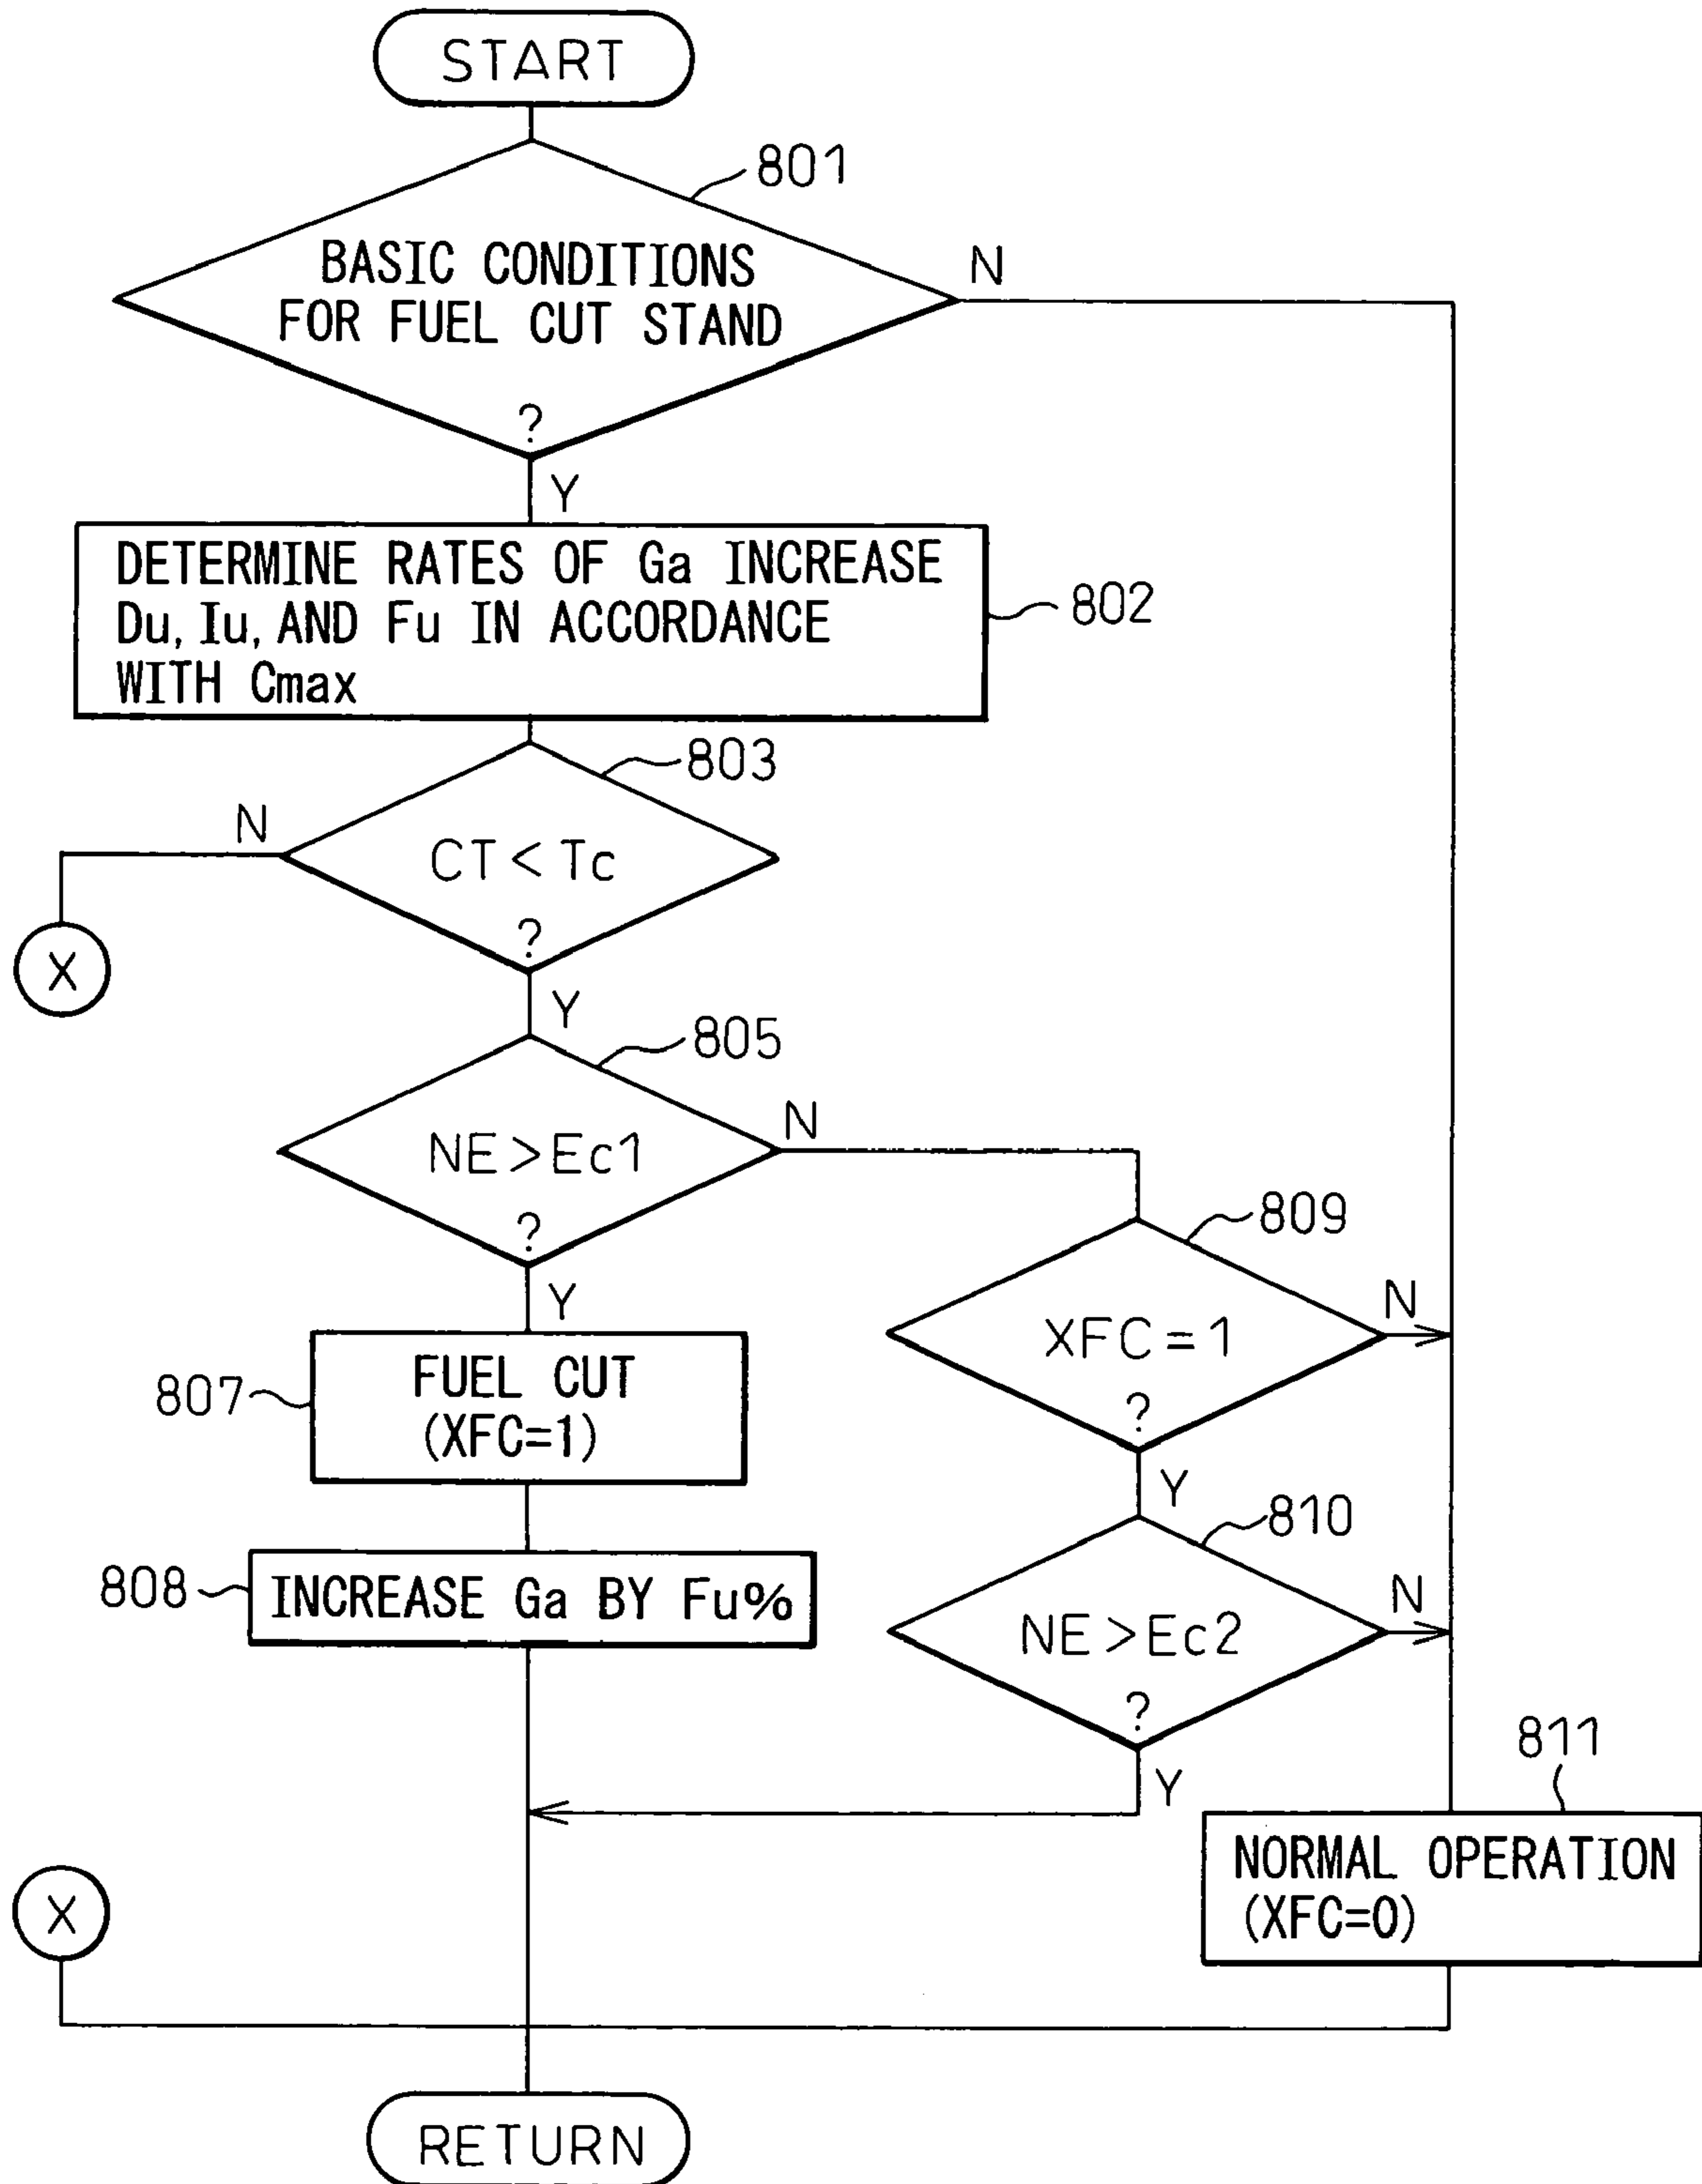 START
801
BASIC CONDITIONS
FOR FUEL CUT STAND
?
N
Y
DETERMINE RATES OF Ga INCREASE
Du, Iu, AND Fu IN ACCORDANCE
WITH Cmax
802
803
N
CT < Tc
?
X
Y
805
NE > Ec1
?
N
Y
809
XFC = 1
?
N
Y
807
FUEL CUT
(XFC=1)
808
INCREASE Ga BY Fu%
810
NE > Ec2
?
N
Y
811
NORMAL OPERATION
(XFC=0)
X
RETURN